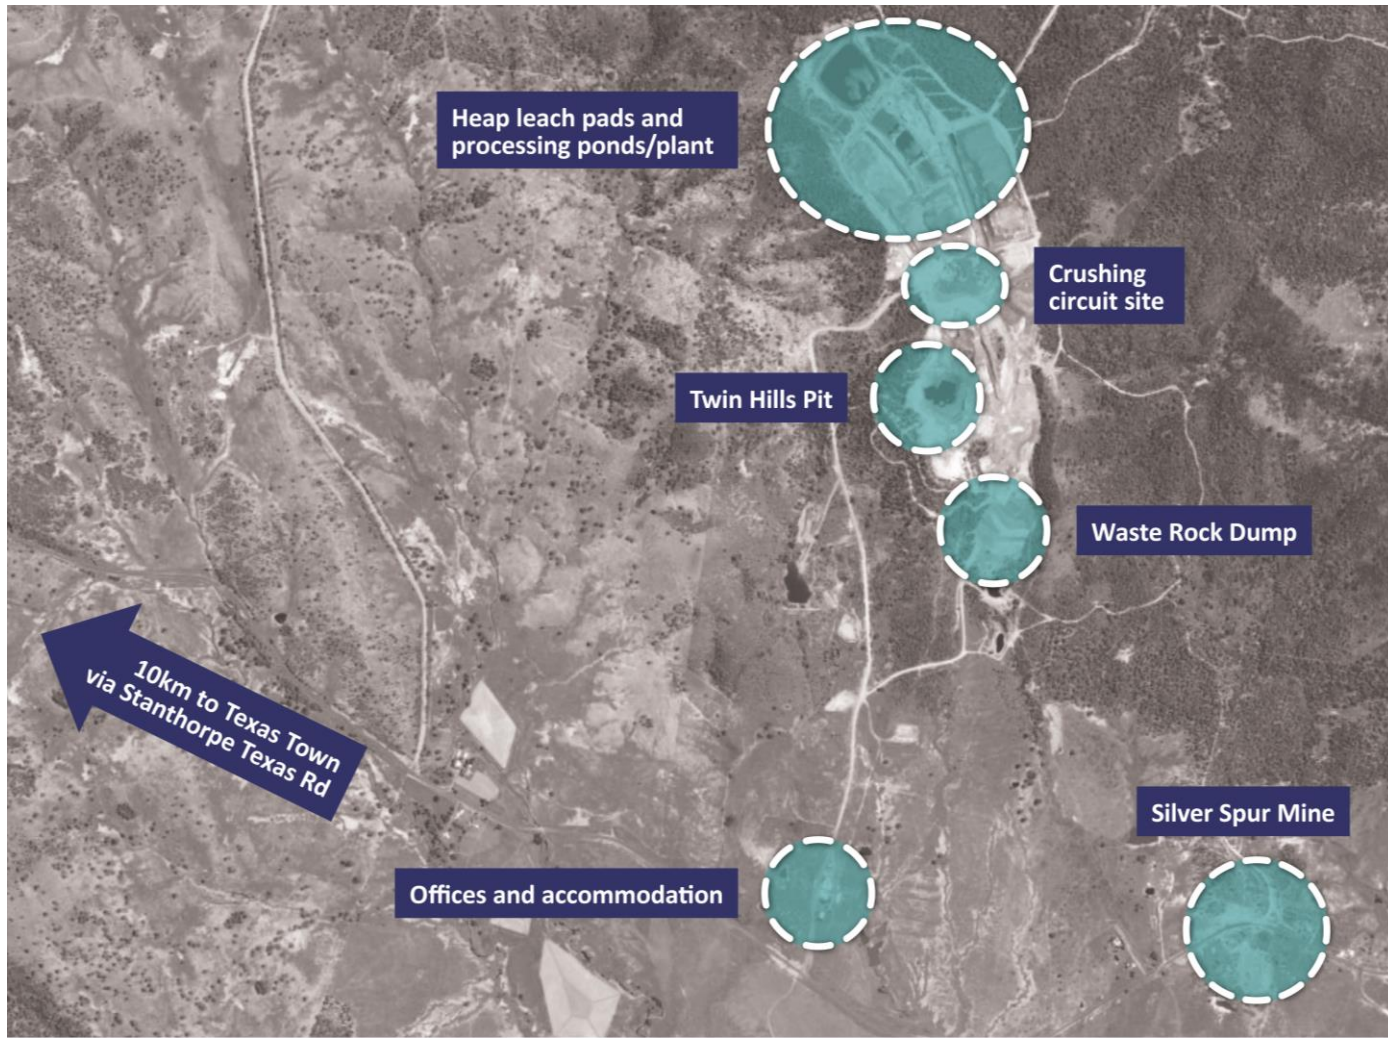 Heap leach pads and
processing ponds/plant
Crushing
circuit site
Twin Hills Pit
Waste Rock Dump
10km to Texas Town
via Stanthorpe Texas Rd
Silver Spur Mine
Offices and accommodation